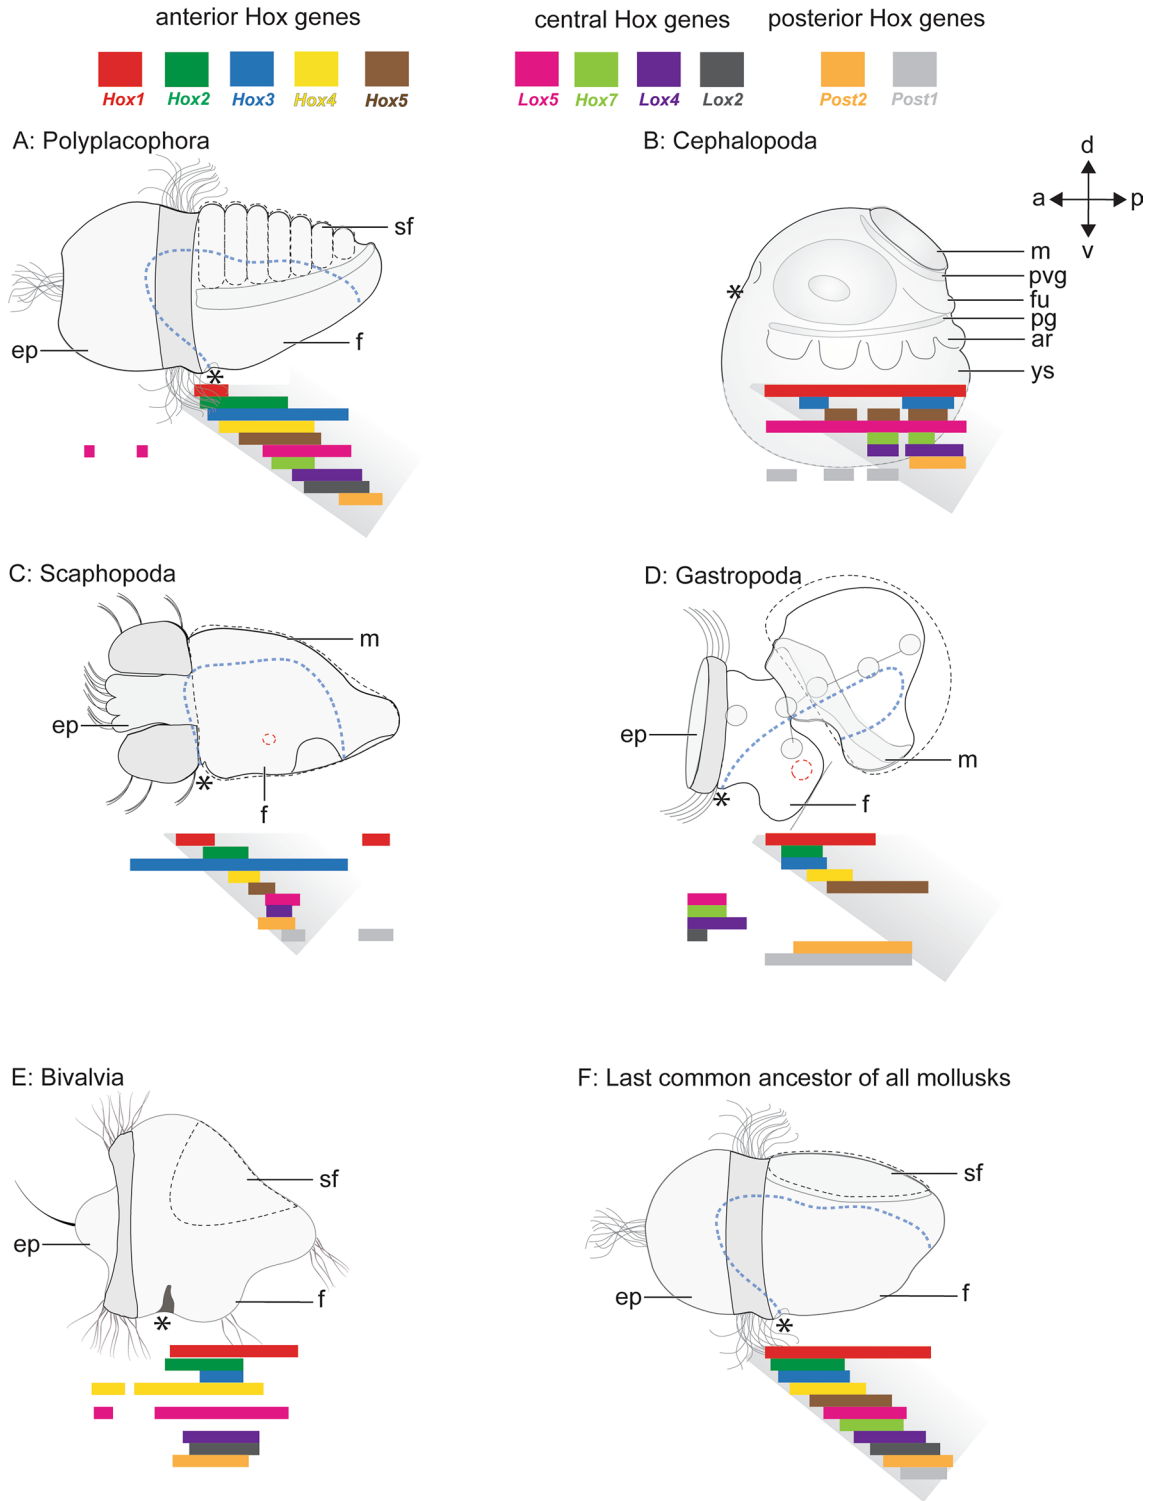 anterior Hox genes
central Hox genes
posterior Hox genes
Hox1 Hox2 Hox3 Hox4 Hox5
Lox5 Hox7 Lox4 Lox2
Post2 Post1
A: Polyplacophora
sf
ep
f
*
B: Cephalopoda
d
a p
v
m
pvg
fu
pg
ar
ys
*
C: Scaphopoda
m
ep
*
f
D: Gastropoda
ep
m
*
f
E: Bivalvia
sf
ep
f
*
F: Last common ancestor of all mollusks
sf
ep
f
*